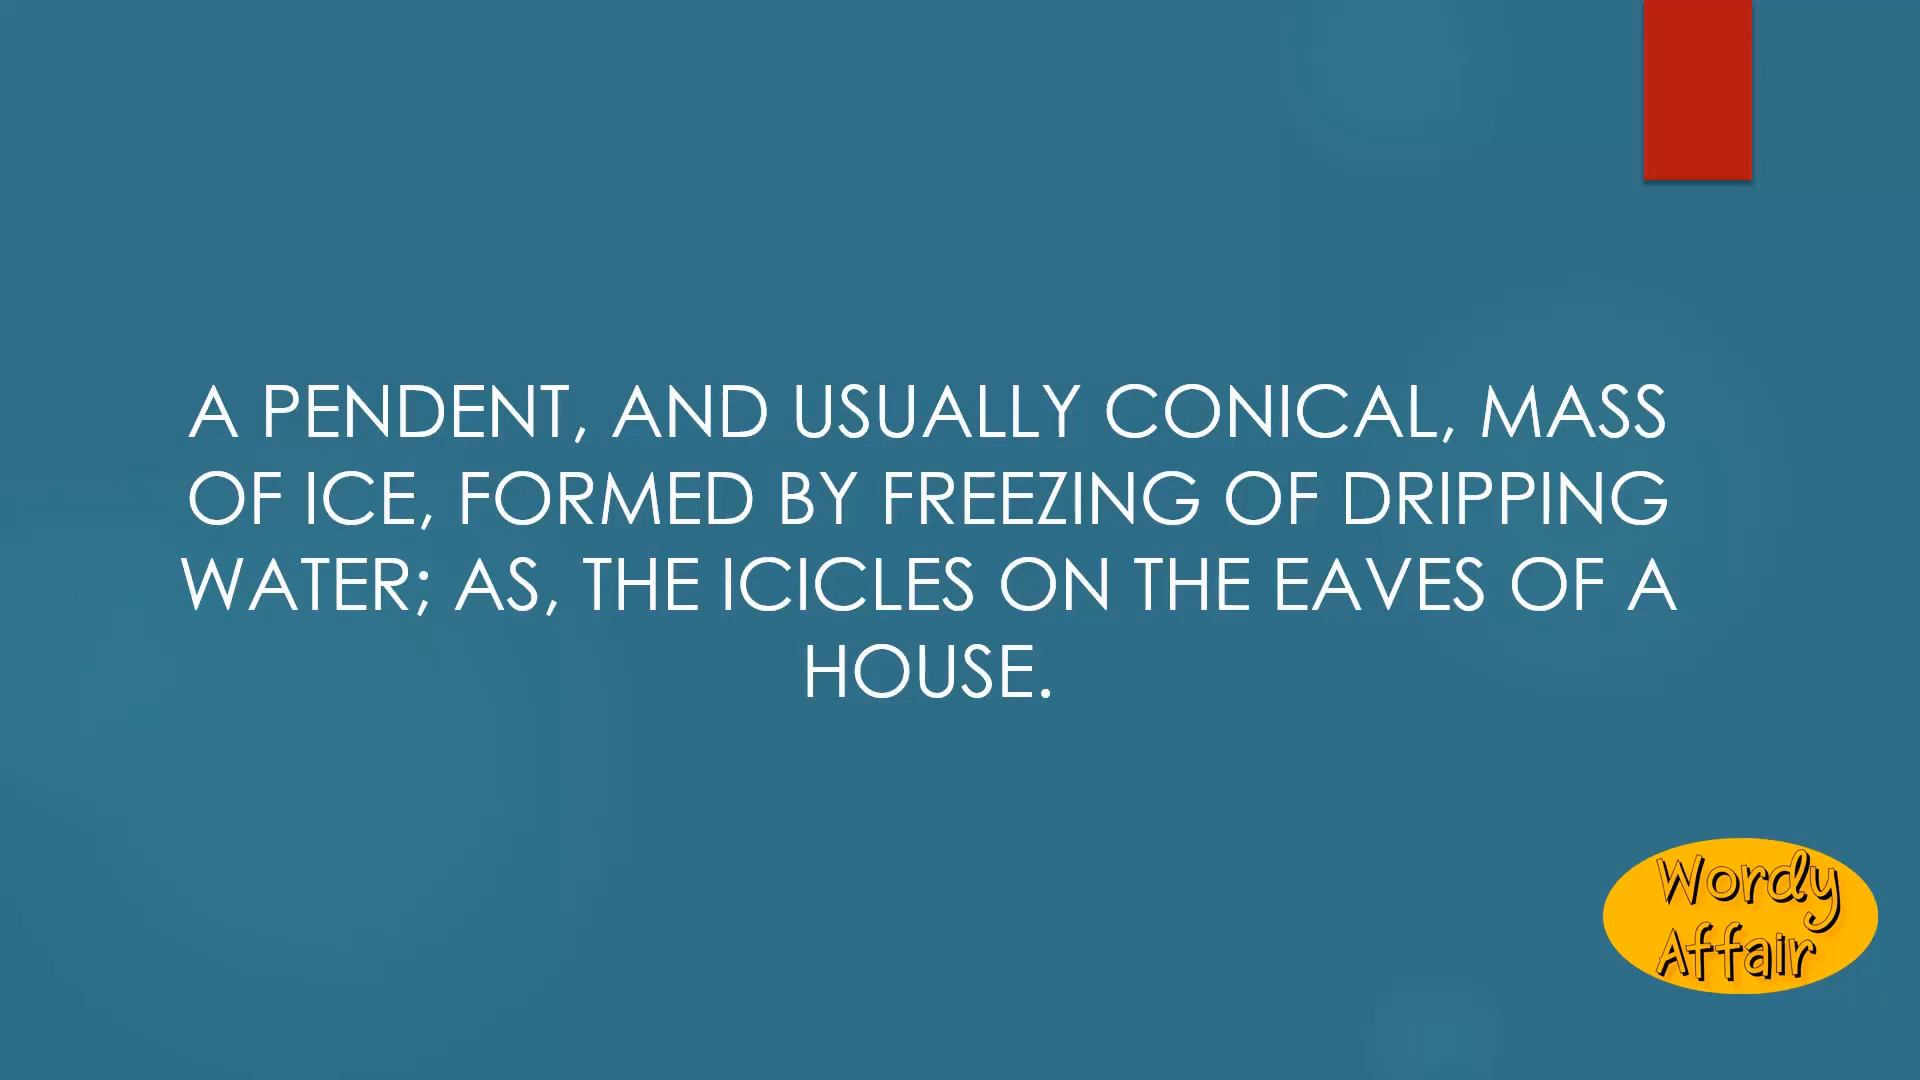 A PENDENT, AND USUALLY CONICAL, MASS
OF ICE, FORMED BY FREEZING OF DRIPPING
WATER; AS, THE ICICLES ON THE EAVES OF A
HOUSE.
Wordy
Affair